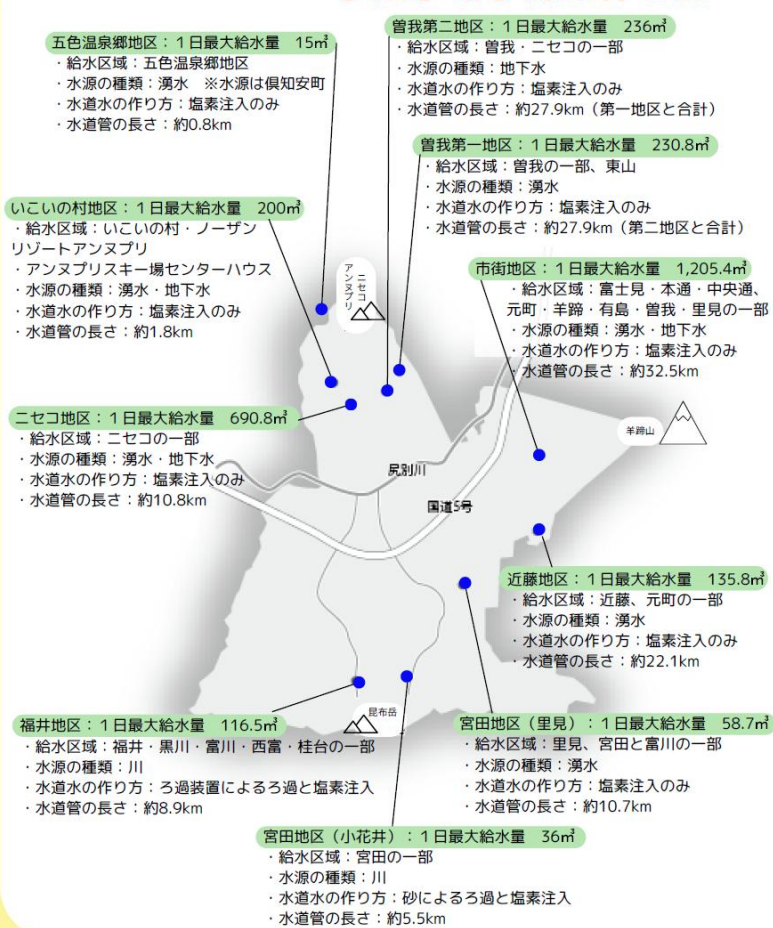 五色温泉郷地区：１日最大給水量　15㎥
・給水区域：五色温泉郷地区
・水源の種類：湧水　※水源は倶知安町
・水道水の作り方：塩素注入のみ
・水道管の長さ：約0.8km
曽我第二地区：１日最大給水量　236㎥
・給水区域：曽我・ニセコの一部
・水源の種類：地下水
・水道水の作り方：塩素注入のみ
・水道管の長さ：約27.9km（第一地区と合計）
曽我第一地区：１日最大給水量　230.8㎥
・給水区域：曽我の一部、東山
・水源の種類：湧水
・水道水の作り方：塩素注入のみ
・水道管の長さ：約27.9km（第二地区と合計）
いこいの村地区：１日最大給水量　200㎥
・給水区域：いこいの村・ノーザン
リゾートアンヌプリ
・アンヌプリスキー場センターハウス
・水源の種類：湧水・地下水
・水道水の作り方：塩素注入のみ
・水道管の長さ：約1.8km
ニセコ
アンヌプリ
市街地区：１日最大給水量　1,205.4㎥
・給水区域：富士見・本通・中央通、
元町・羊蹄・有島・曽我・里見の一部
・水源の種類：湧水・地下水
・水道水の作り方：塩素注入のみ
・水道管の長さ：約32.5km
ニセコ地区：１日最大給水量　690.8㎥
・給水区域：ニセコの一部
・水源の種類：湧水・地下水
・水道水の作り方：塩素注入のみ
・水道管の長さ：約10.8km
羊蹄山
尻別川
国道5号
近藤地区：１日最大給水量　135.8㎥
・給水区域：近藤、元町の一部
・水源の種類：湧水
・水道水の作り方：塩素注入のみ
・水道管の長さ：約22.1km
昆布岳
福井地区：１日最大給水量　116.5㎥
・給水区域：福井・黒川・富川・西富・桂台の一部
・水源の種類：川
・水道水の作り方：ろ過装置によるろ過と塩素注入
・水道管の長さ：約8.9km
宮田地区（里見）：１日最大給水量　58.7㎥
・給水区域：里見、宮田と富川の一部
・水源の種類：湧水
・水道水の作り方：塩素注入のみ
・水道管の長さ：約10.7km
宮田地区（小花井）：１日最大給水量　36㎥
・給水区域：宮田の一部
・水源の種類：川
・水道水の作り方：砂によるろ過と塩素注入
・水道管の長さ：約5.5km